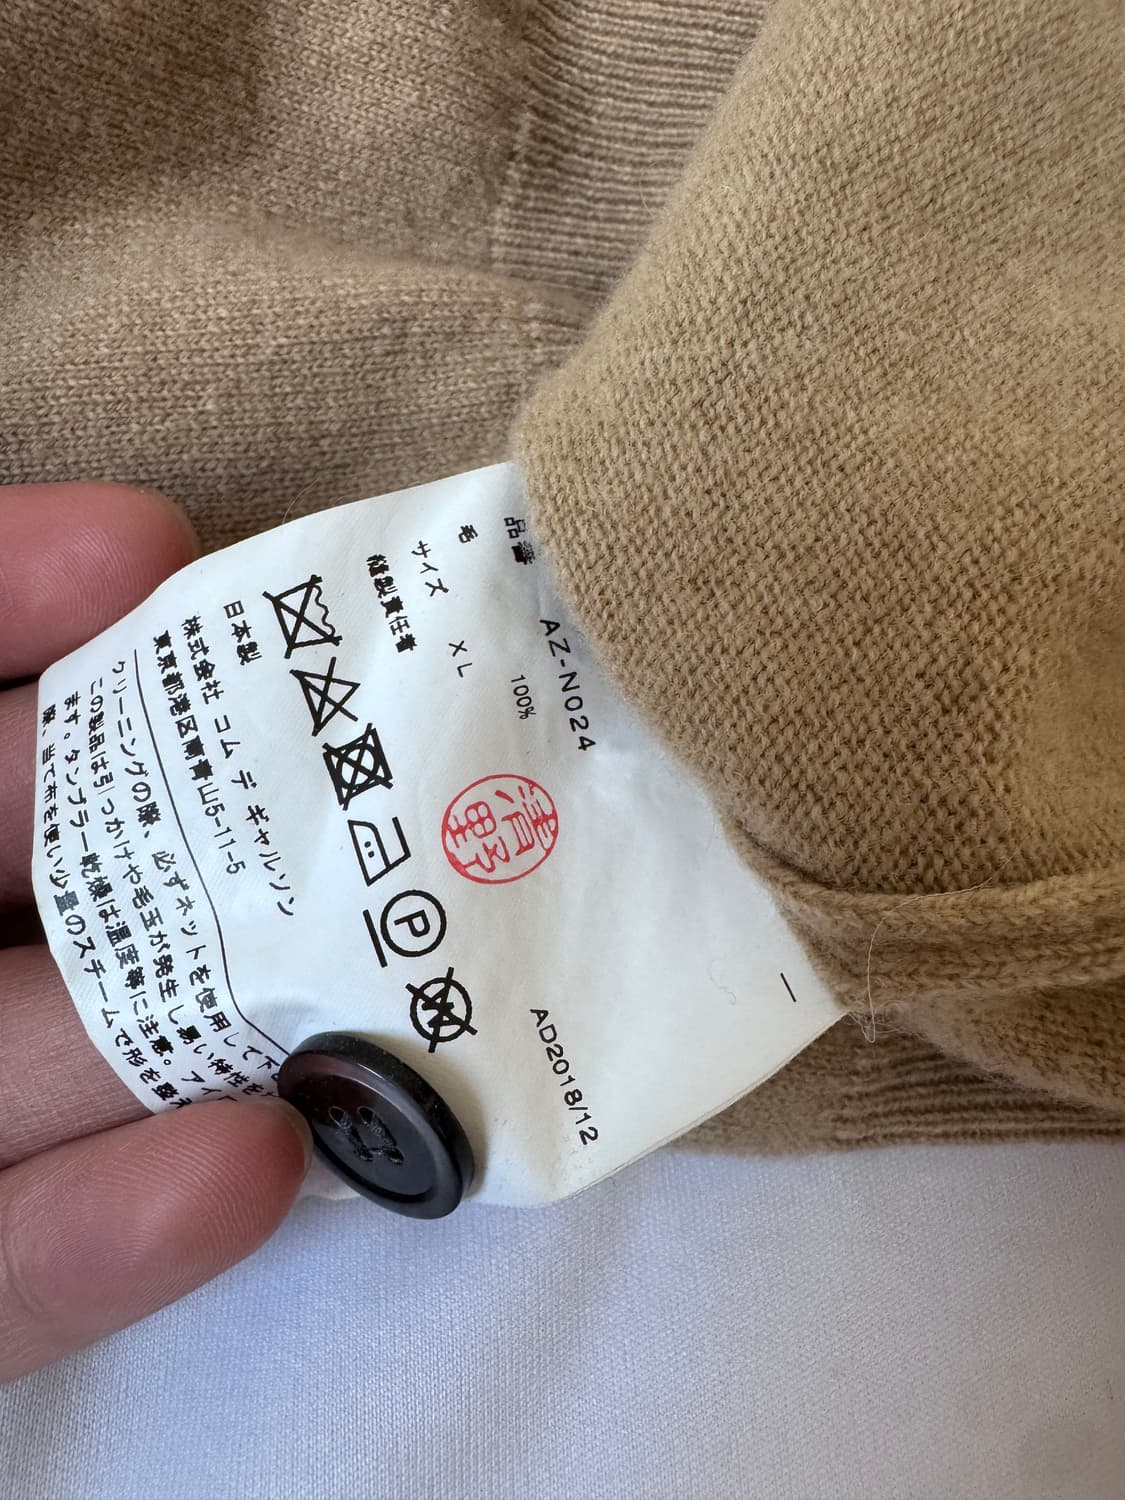 品番 AZ-N024
毛 100%
サイズ XL
縫製責任者
濱野
AD2018/12
P
W
日本製
株式会社 コム デ ギャルソン
東京都港区南青山5-11-5
クリーニングの際、必ずネットを使用して下
この製品は引っかけや毛玉が発生し易い特性を
ます。タンブラー乾燥は温度等に注意。アイ
際、当て布を使い少量のスチームで形を整え